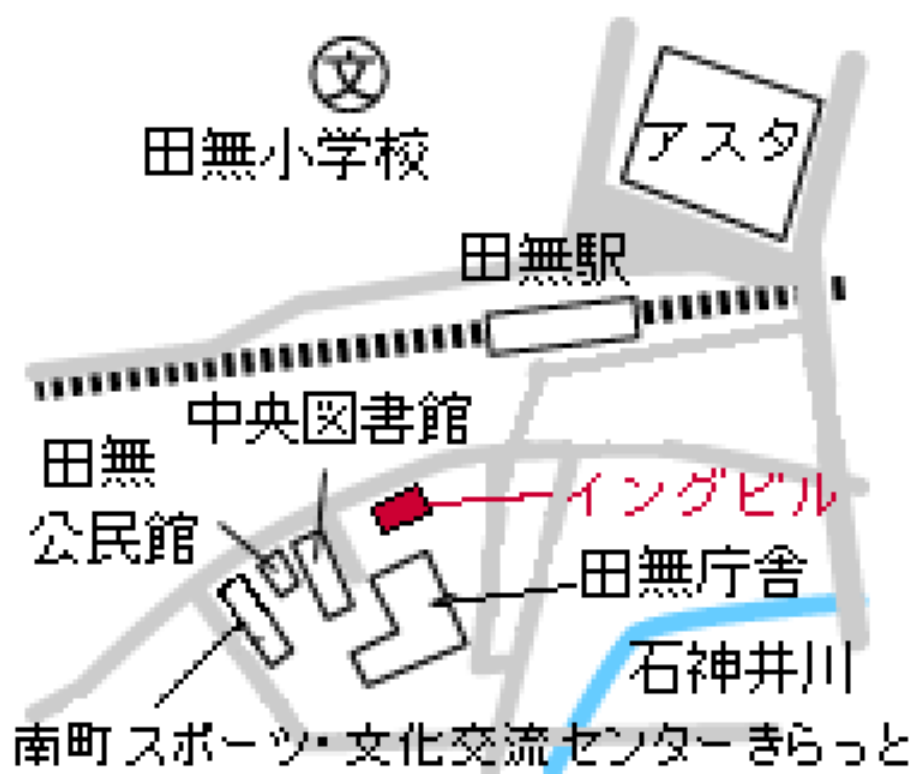 文
田無小学校
アスタ
田無駅
中央図書館
田無
公民館
イングビル
田無庁舎
石神井川
南町スポーツ・文化交流センターきらっと